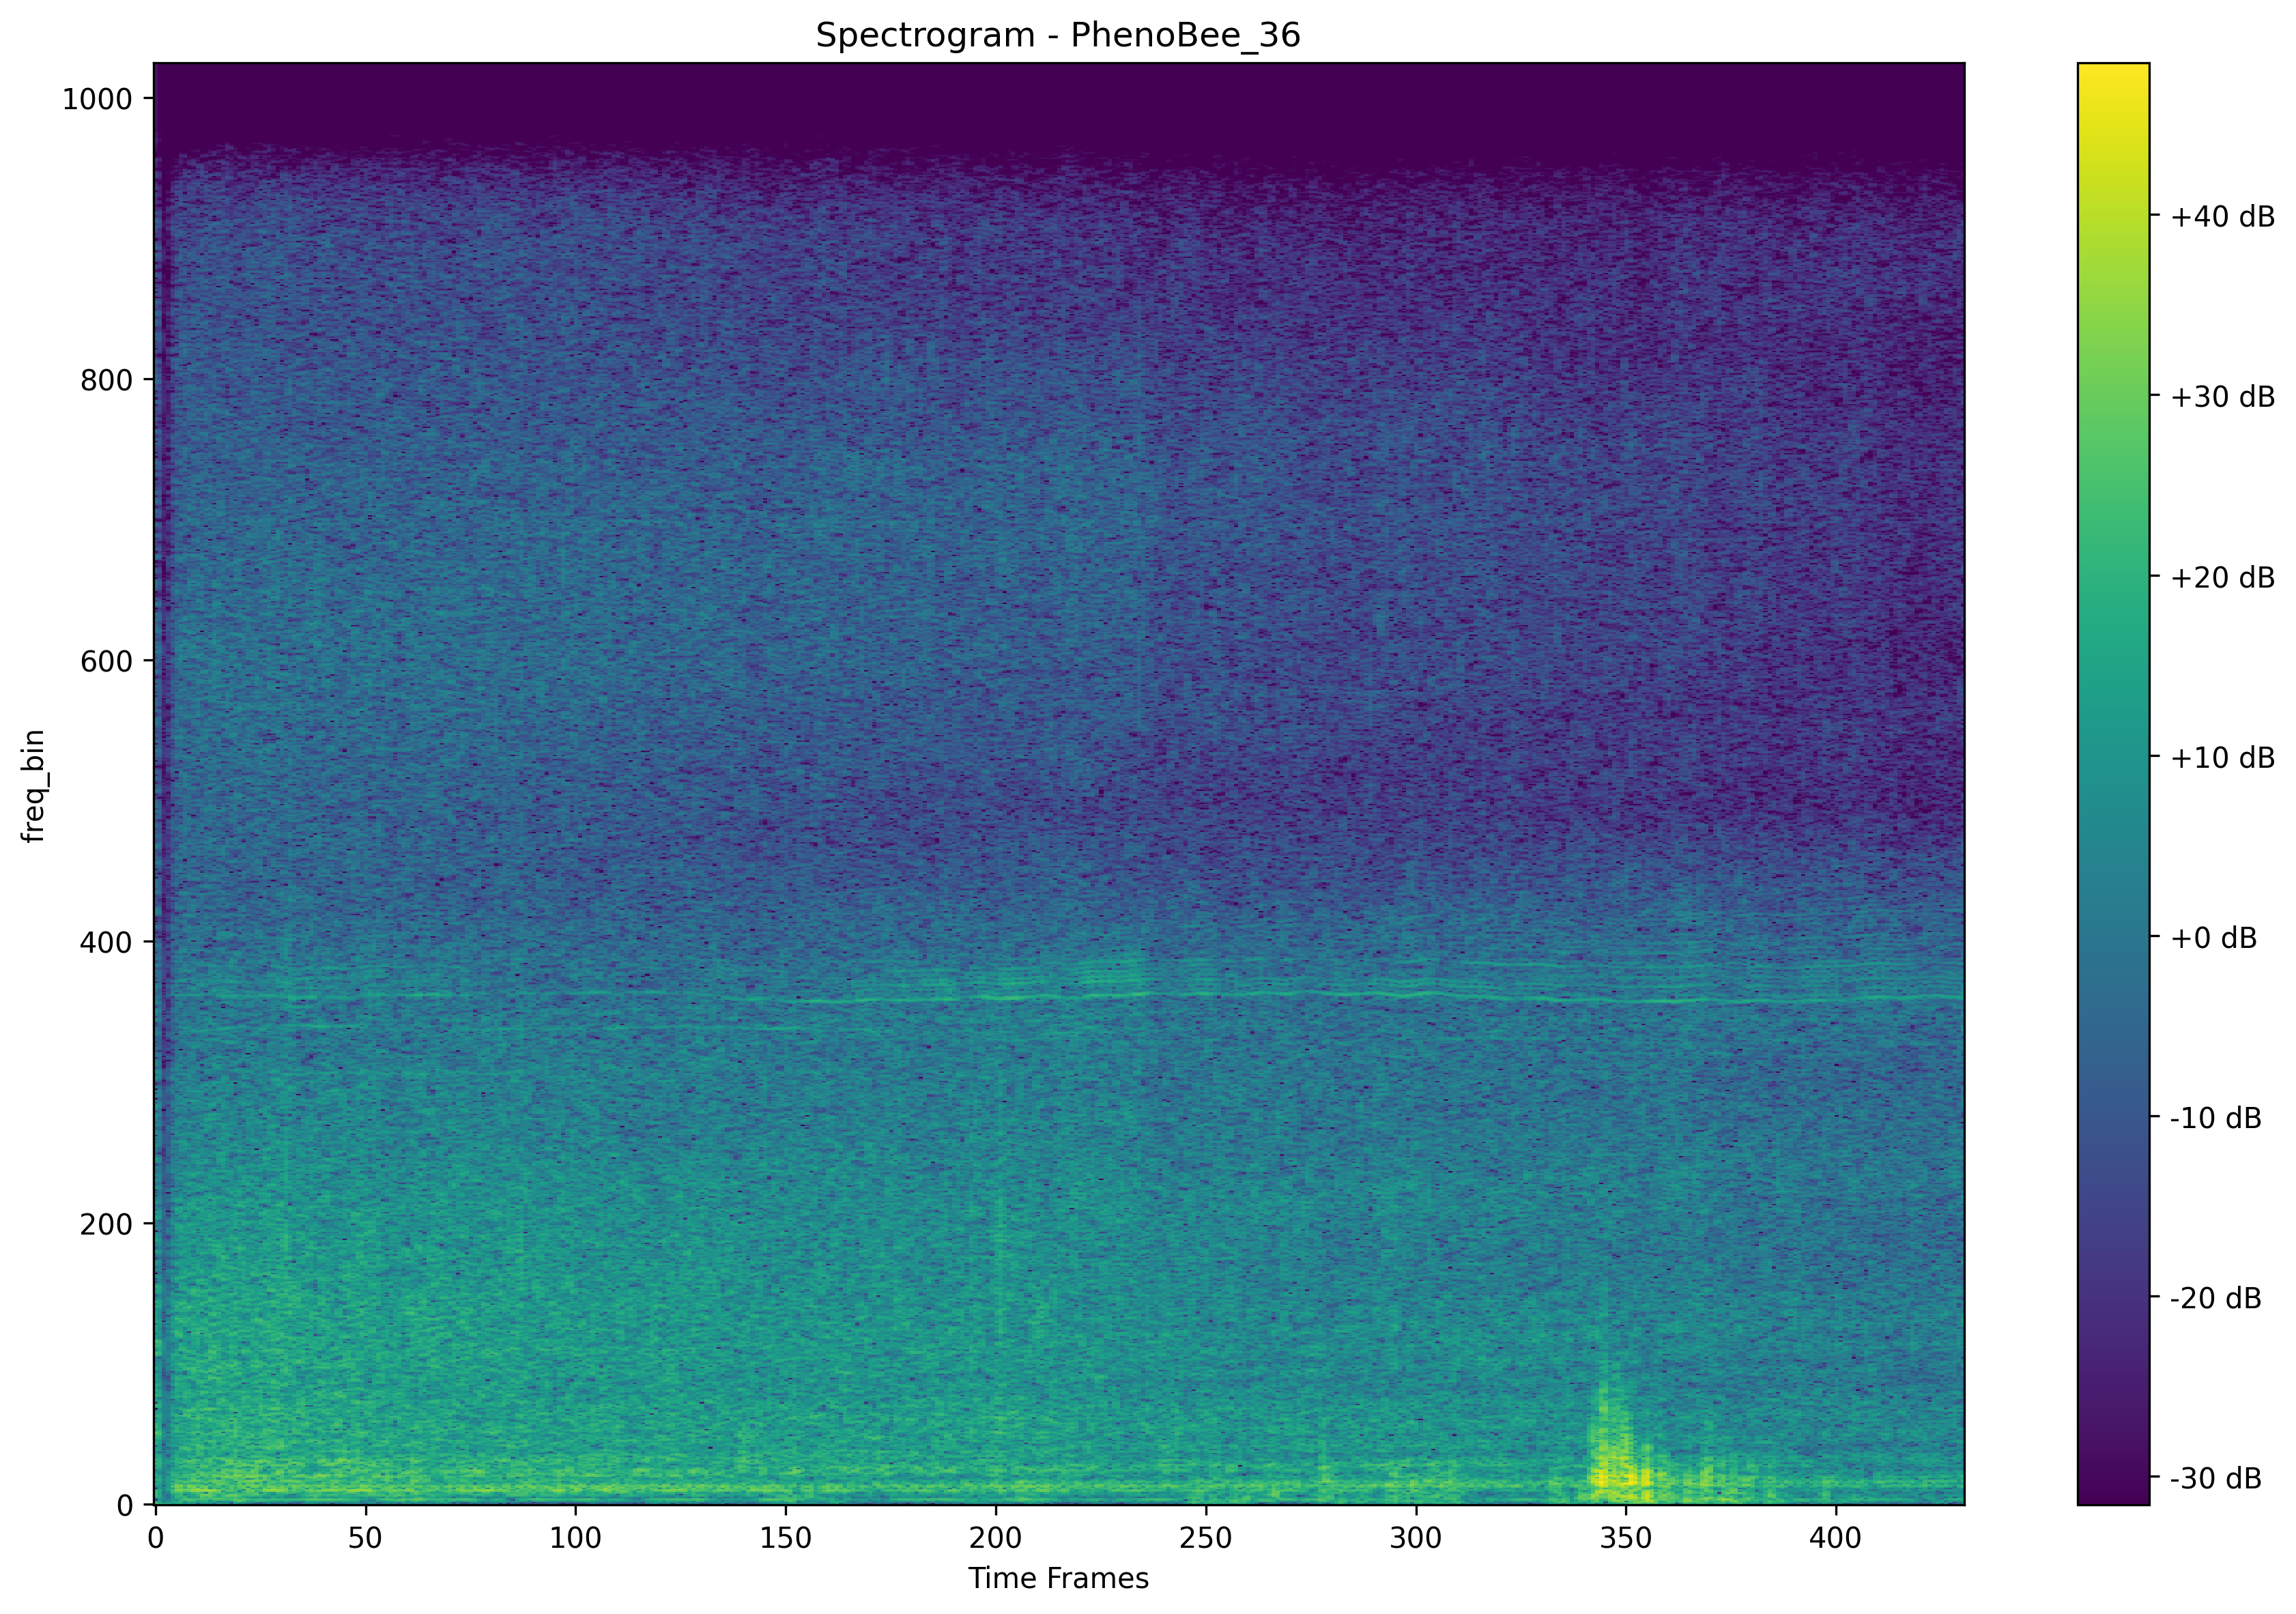 Spectrogram - PhenoBee_36
1000
800
600
400
200
0
freq_bin
0 50 100 150 200 250 300 350 400
Time Frames
+40 dB
+30 dB
+20 dB
+10 dB
+0 dB
-10 dB
-20 dB
-30 dB